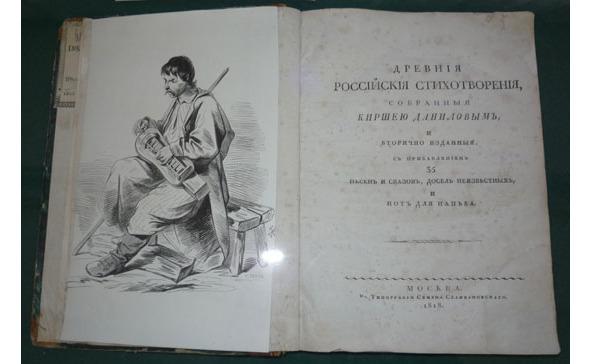 ДРЕВНІЯ
РОССІЙСКІЯ СТИХОТВОРЕНІЯ,
СОБРАННЫЯ
КИРШЕЮ ДАНИЛОВЫМЪ,
И
ВТОРИЧНО ИЗДАННЫЯ,
СЪ ПРИБАВЛЕНІЕМЪ
35
ПѢСЕНЪ И СКАЗОКЪ, ДОСЕЛѢ НЕИЗВѢСТНЫХЪ,
И
НОТЪ ДЛЯ НАПѢВА.
МОСКВА.
Въ Типографіи Семена Селивановскаго.
1818.